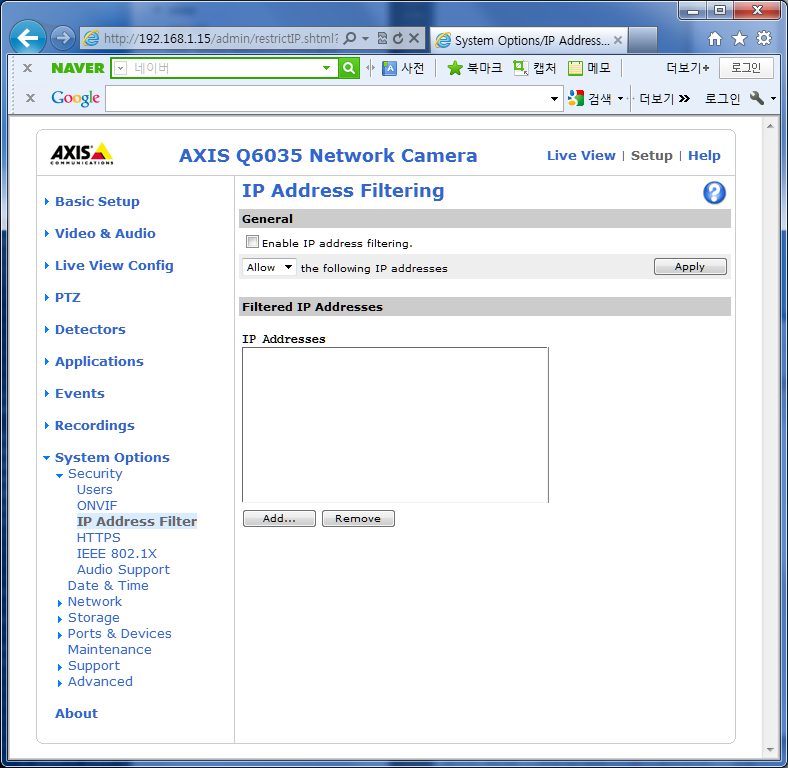 http://192.168.1.15/admin/restrictIP.shtml?
System Options/IP Address...
NAVER 네이버 사전 북마크 캡처 메모 더보기+ 로그인
Google 검색 더보기 로그인
AXIS COMMUNICATIONS
AXIS Q6035 Network Camera
Live View | Setup | Help
Basic Setup
Video & Audio
Live View Config
PTZ
Detectors
Applications
Events
Recordings
System Options
Security
Users
ONVIF
IP Address Filter
HTTPS
IEEE 802.1X
Audio Support
Date & Time
Network
Storage
Ports & Devices
Maintenance
Support
Advanced
About
IP Address Filtering
?
General
Enable IP address filtering.
Allow the following IP addresses Apply
Filtered IP Addresses
IP Addresses
Add... Remove